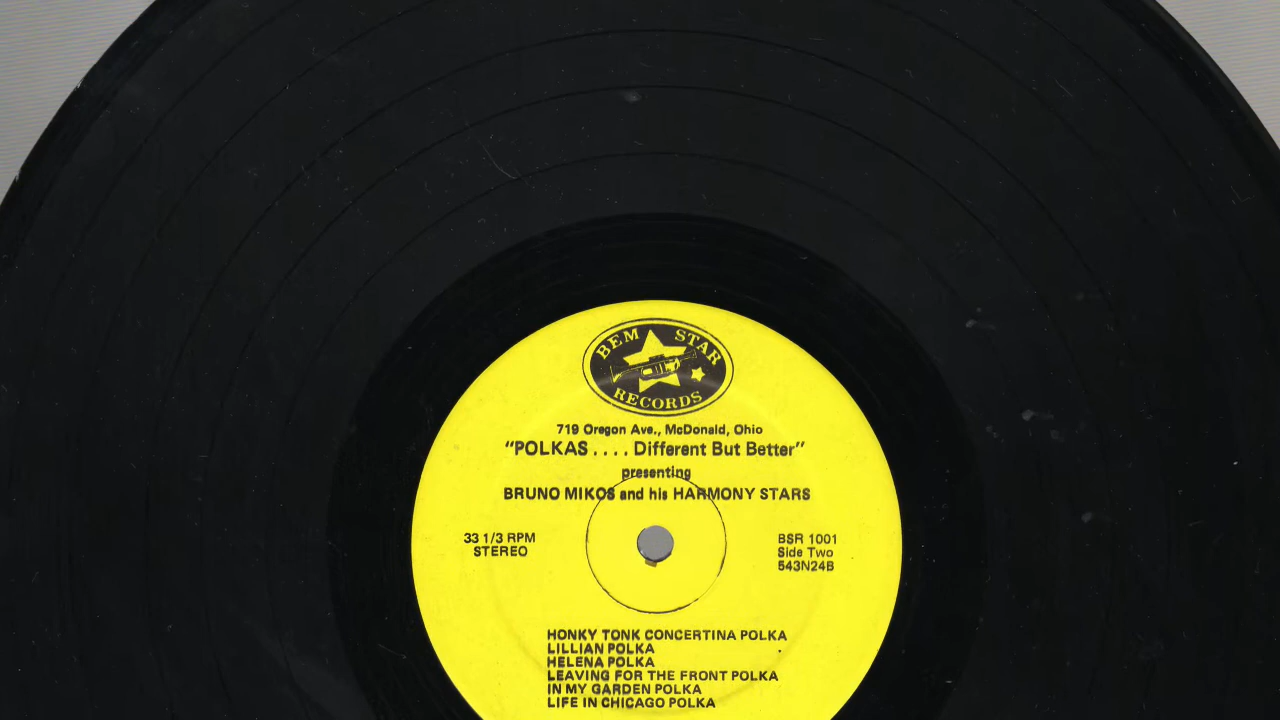 BEM STAR
RECORDS
719 Oregon Ave., McDonald, Ohio
"POLKAS . . . . Different But Better"
presenting
BRUNO MIKOS and his HARMONY STARS
33 1/3 RPM
STEREO
BSR 1001
Side Two
543N24B
HONKY TONK CONCERTINA POLKA
LILLIAN POLKA
HELENA POLKA
LEAVING FOR THE FRONT POLKA
IN MY GARDEN POLKA
LIFE IN CHICAGO POLKA